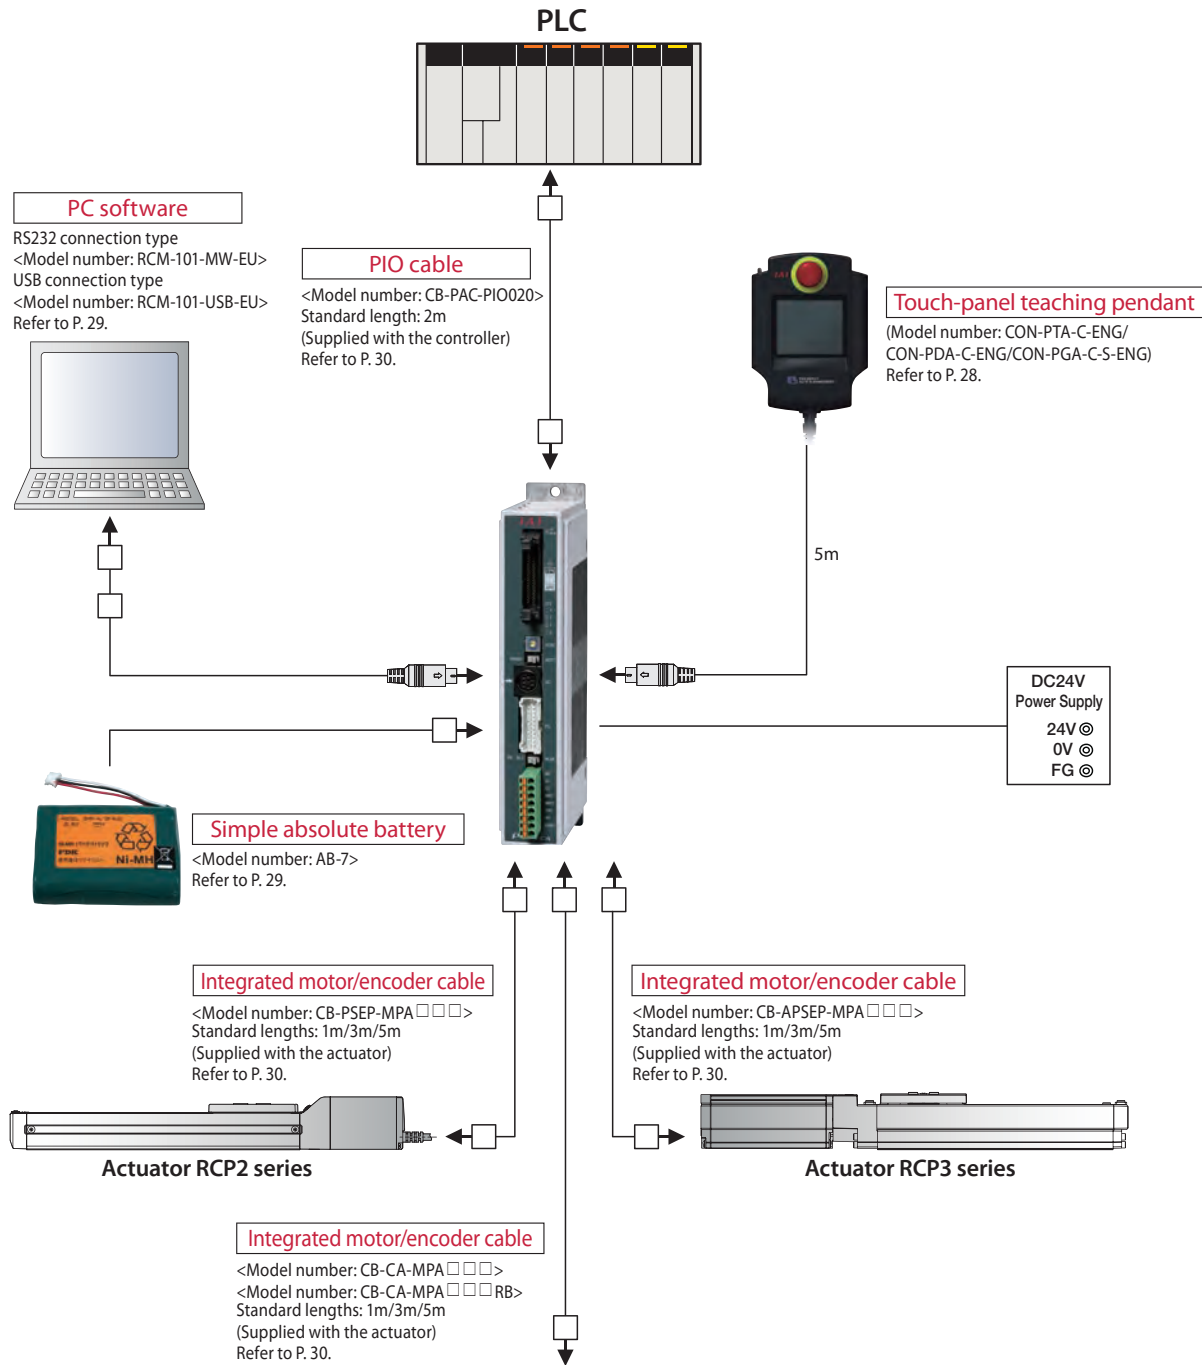 PLC
PC software
RS232 connection type
<Model number: RCM-101-MW-EU>
USB connection type
<Model number: RCM-101-USB-EU>
Refer to P. 29.
PIO cable
<Model number: CB-PAC-PIO020>
Standard length: 2m
(Supplied with the controller)
Refer to P. 30.
Touch-panel teaching pendant
(Model number: CON-PTA-C-ENG/
CON-PDA-C-ENG/CON-PGA-C-S-ENG)
Refer to P. 28.
5m
DC24V
Power Supply
24V
0V
FG
Ni-MH
Simple absolute battery
<Model number: AB-7>
Refer to P. 29.
Integrated motor/encoder cable
<Model number: CB-PSEP-MPA□□□>
Standard lengths: 1m/3m/5m
(Supplied with the actuator)
Refer to P. 30.
Integrated motor/encoder cable
<Model number: CB-APSEP-MPA□□□>
Standard lengths: 1m/3m/5m
(Supplied with the actuator)
Refer to P. 30.
Actuator RCP2 series
Actuator RCP3 series
Integrated motor/encoder cable
<Model number: CB-CA-MPA□□□>
<Model number: CB-CA-MPA□□□RB>
Standard lengths: 1m/3m/5m
(Supplied with the actuator)
Refer to P. 30.